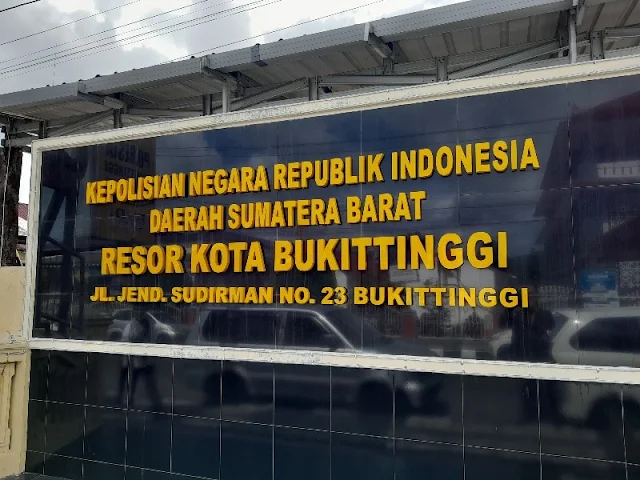 KEPOLISIAN NEGARA REPUBLIK INDONESIA
DAERAH SUMATERA BARAT
RESOR KOTA BUKITTINGGI
JL. JEND. SUDIRMAN NO. 23 BUKITTINGGI